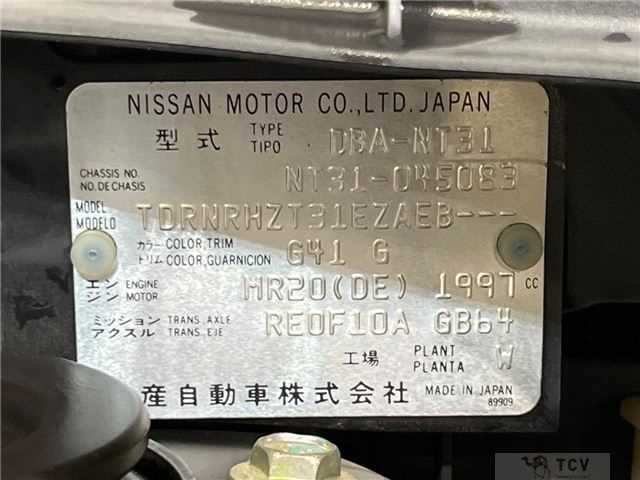 NISSAN MOTOR CO.,LTD.JAPAN
型式 TYPE TIPO DBA-NT31
CHASSIS NO. NO.DE CHASIS NT31-045083
MODEL MODELO TDRNRHZT31EZAEB---
カラー COLOR,TRIM トリム COLOR,GUARNICION G41 G
エンジン ENGINE MOTOR MR20(DE) 1997 CC
ミッション TRANS.AXLE アクスル TRANS.EJE RE0F10A GB64
工場 PLANT PLANTA W
産自動車株式会社 MADE IN JAPAN
89909
TCV